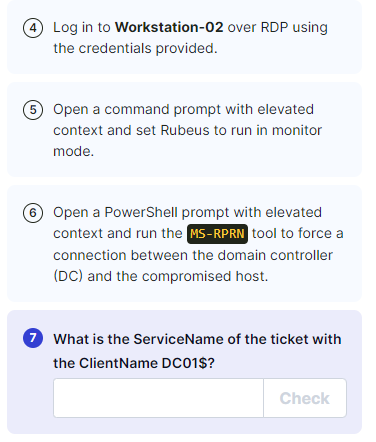 4 Log in to Workstation-02 over RDP using
the credentials provided.
5 Open a command prompt with elevated
context and set Rubeus to run in monitor
mode.
6 Open a PowerShell prompt with elevated
context and run the MS-RPRN tool to force a
connection between the domain controller
(DC) and the compromised host.
7 What is the ServiceName of the ticket with
the ClientName DC01$?
Check